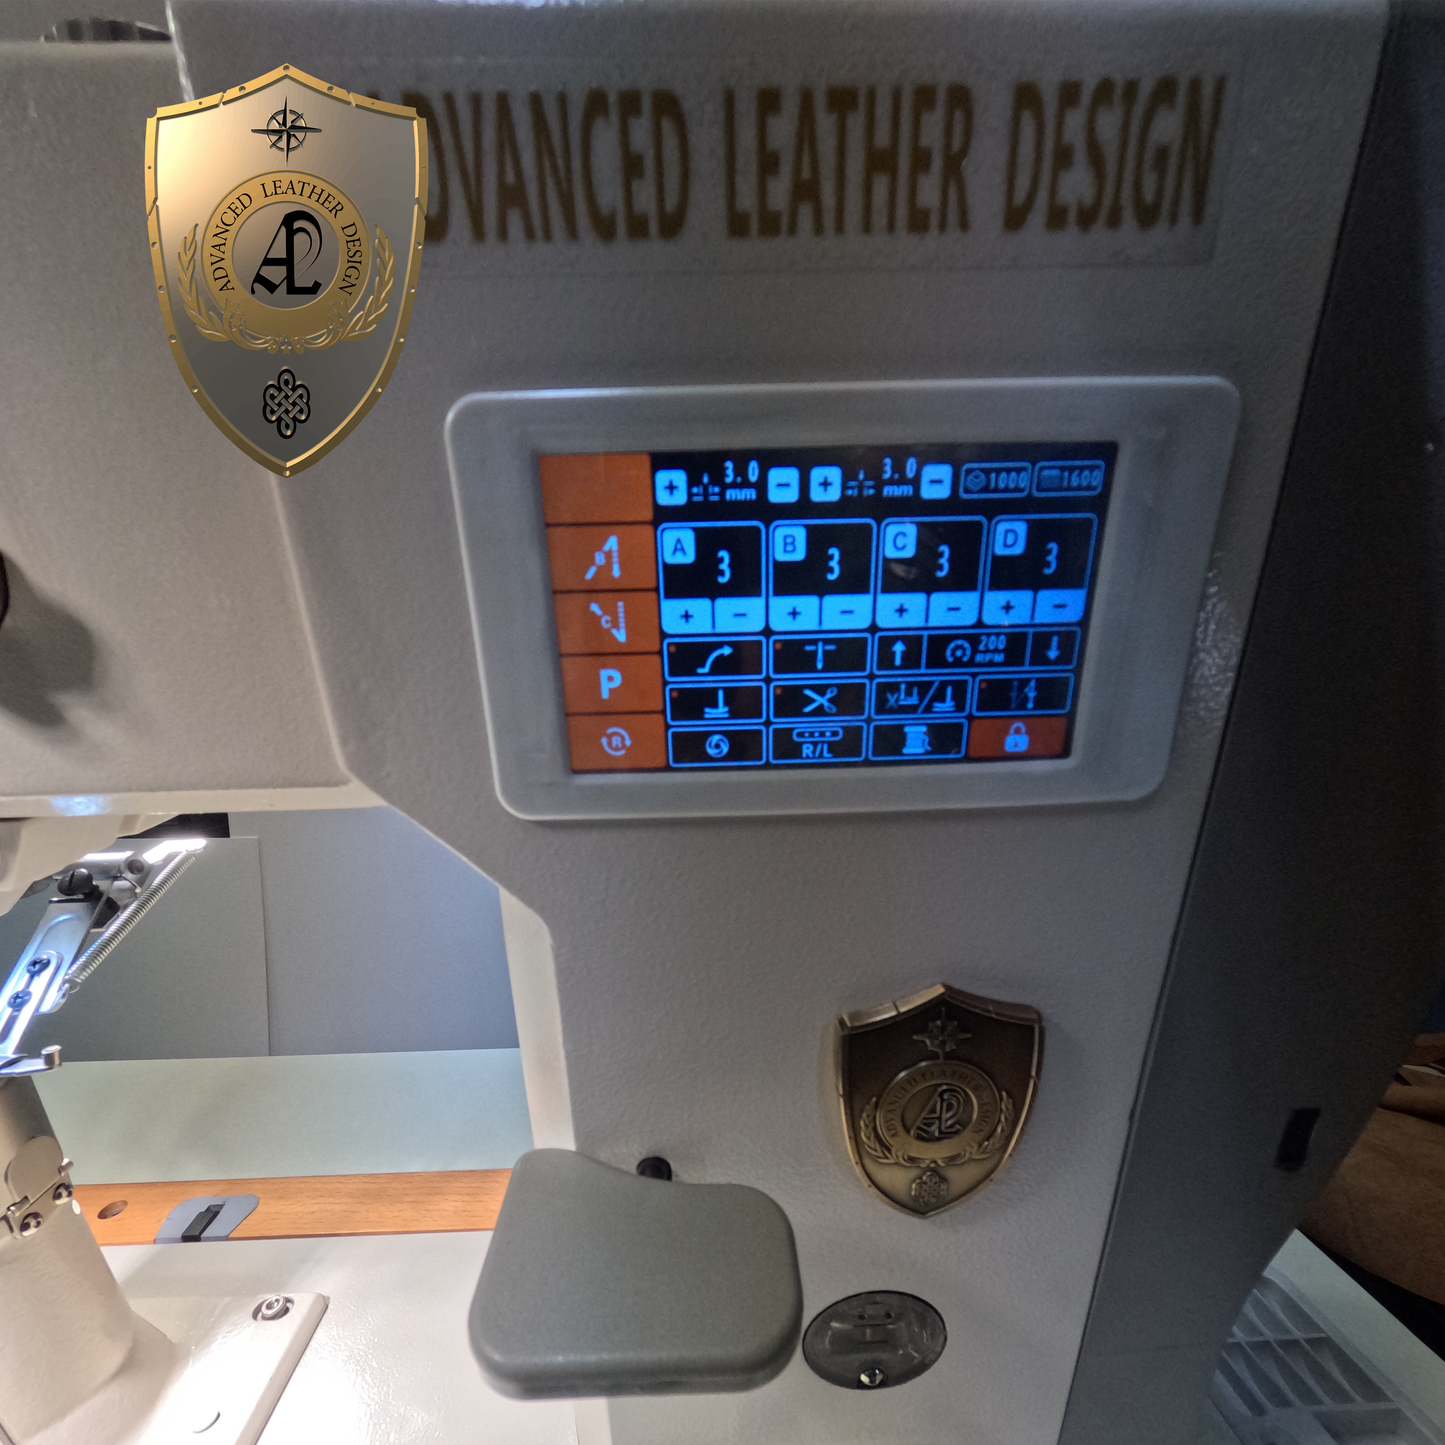 ADVANCED LEATHER DESIGN
ADVANCED LEATHER DESIGN
+ 3.0 mm - + 3.0 mm - 1000 1600
A 3 B 3 C 3 D 3
+ - + - + - + -
B
C
200 RPM
P
x
R
R/L
ADVANCED LEATHER DESIGN